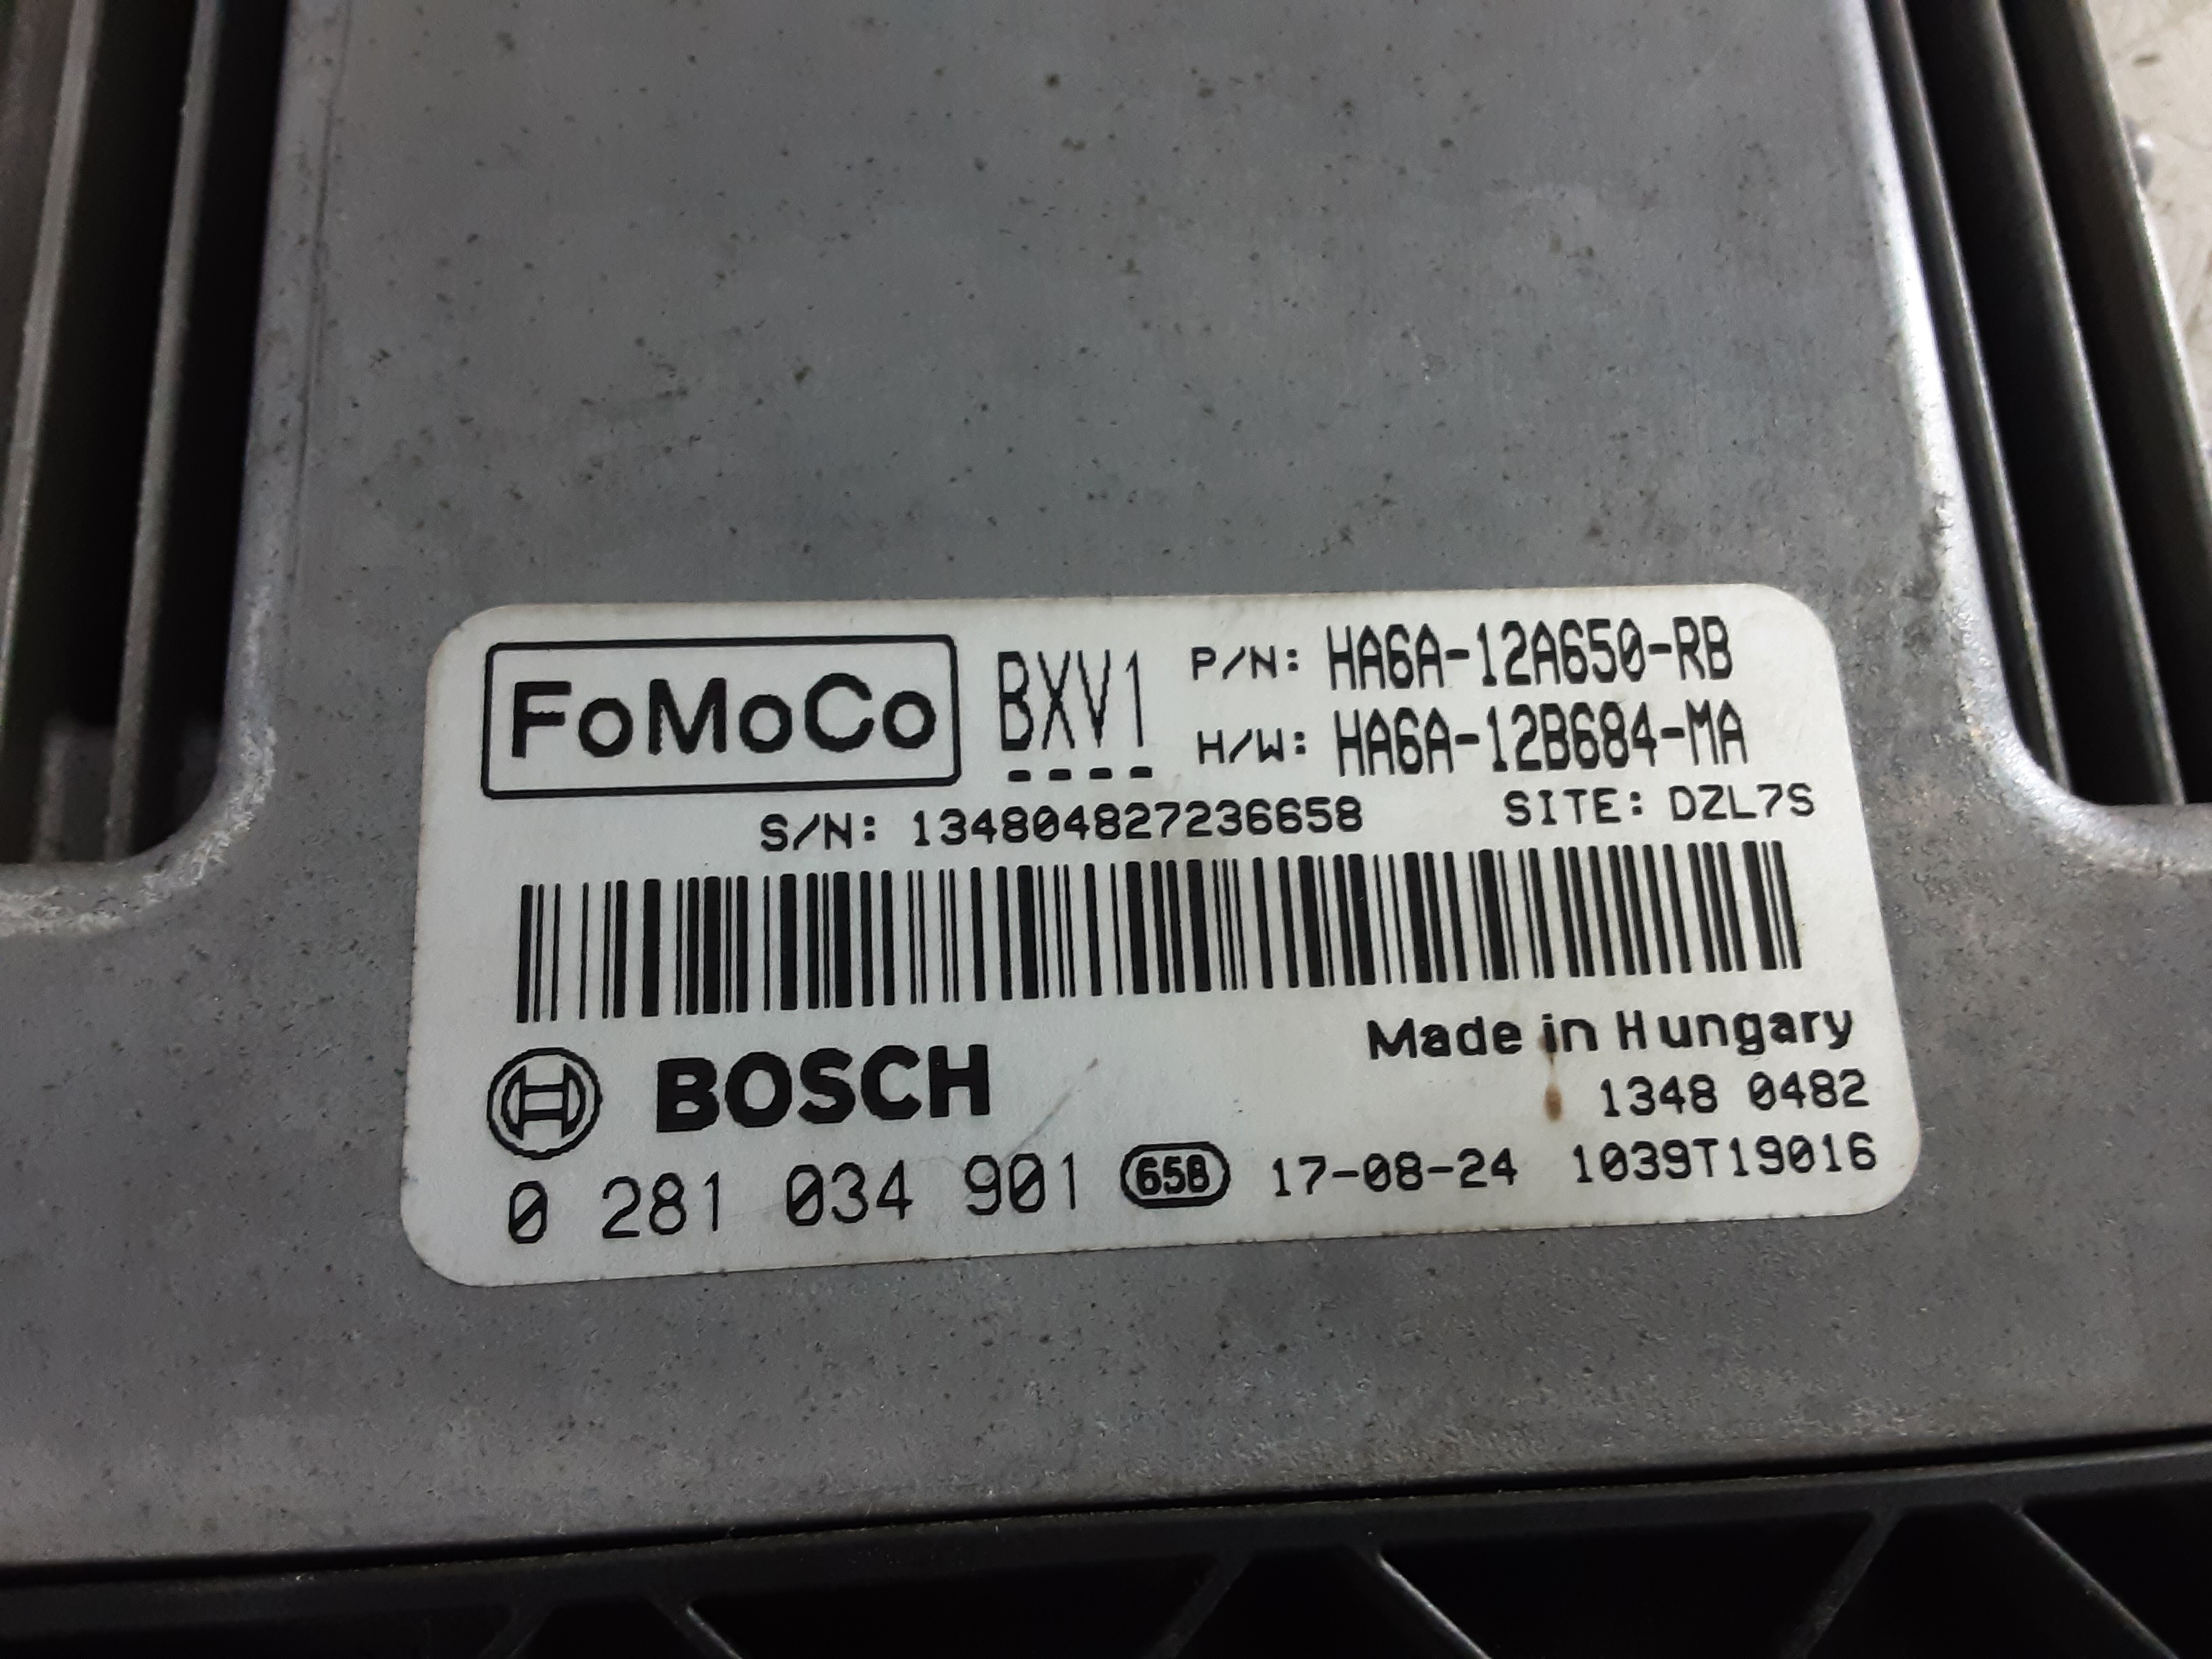 FoMoCo BXV1 P/N: HA6A-12A650-RB
H/W: HA6A-12B684-MA
S/N: 134804827236658 SITE: DZL7S
BOSCH Made in Hungary
1348 0482
0 281 034 901 658 17-08-24 1039T19016